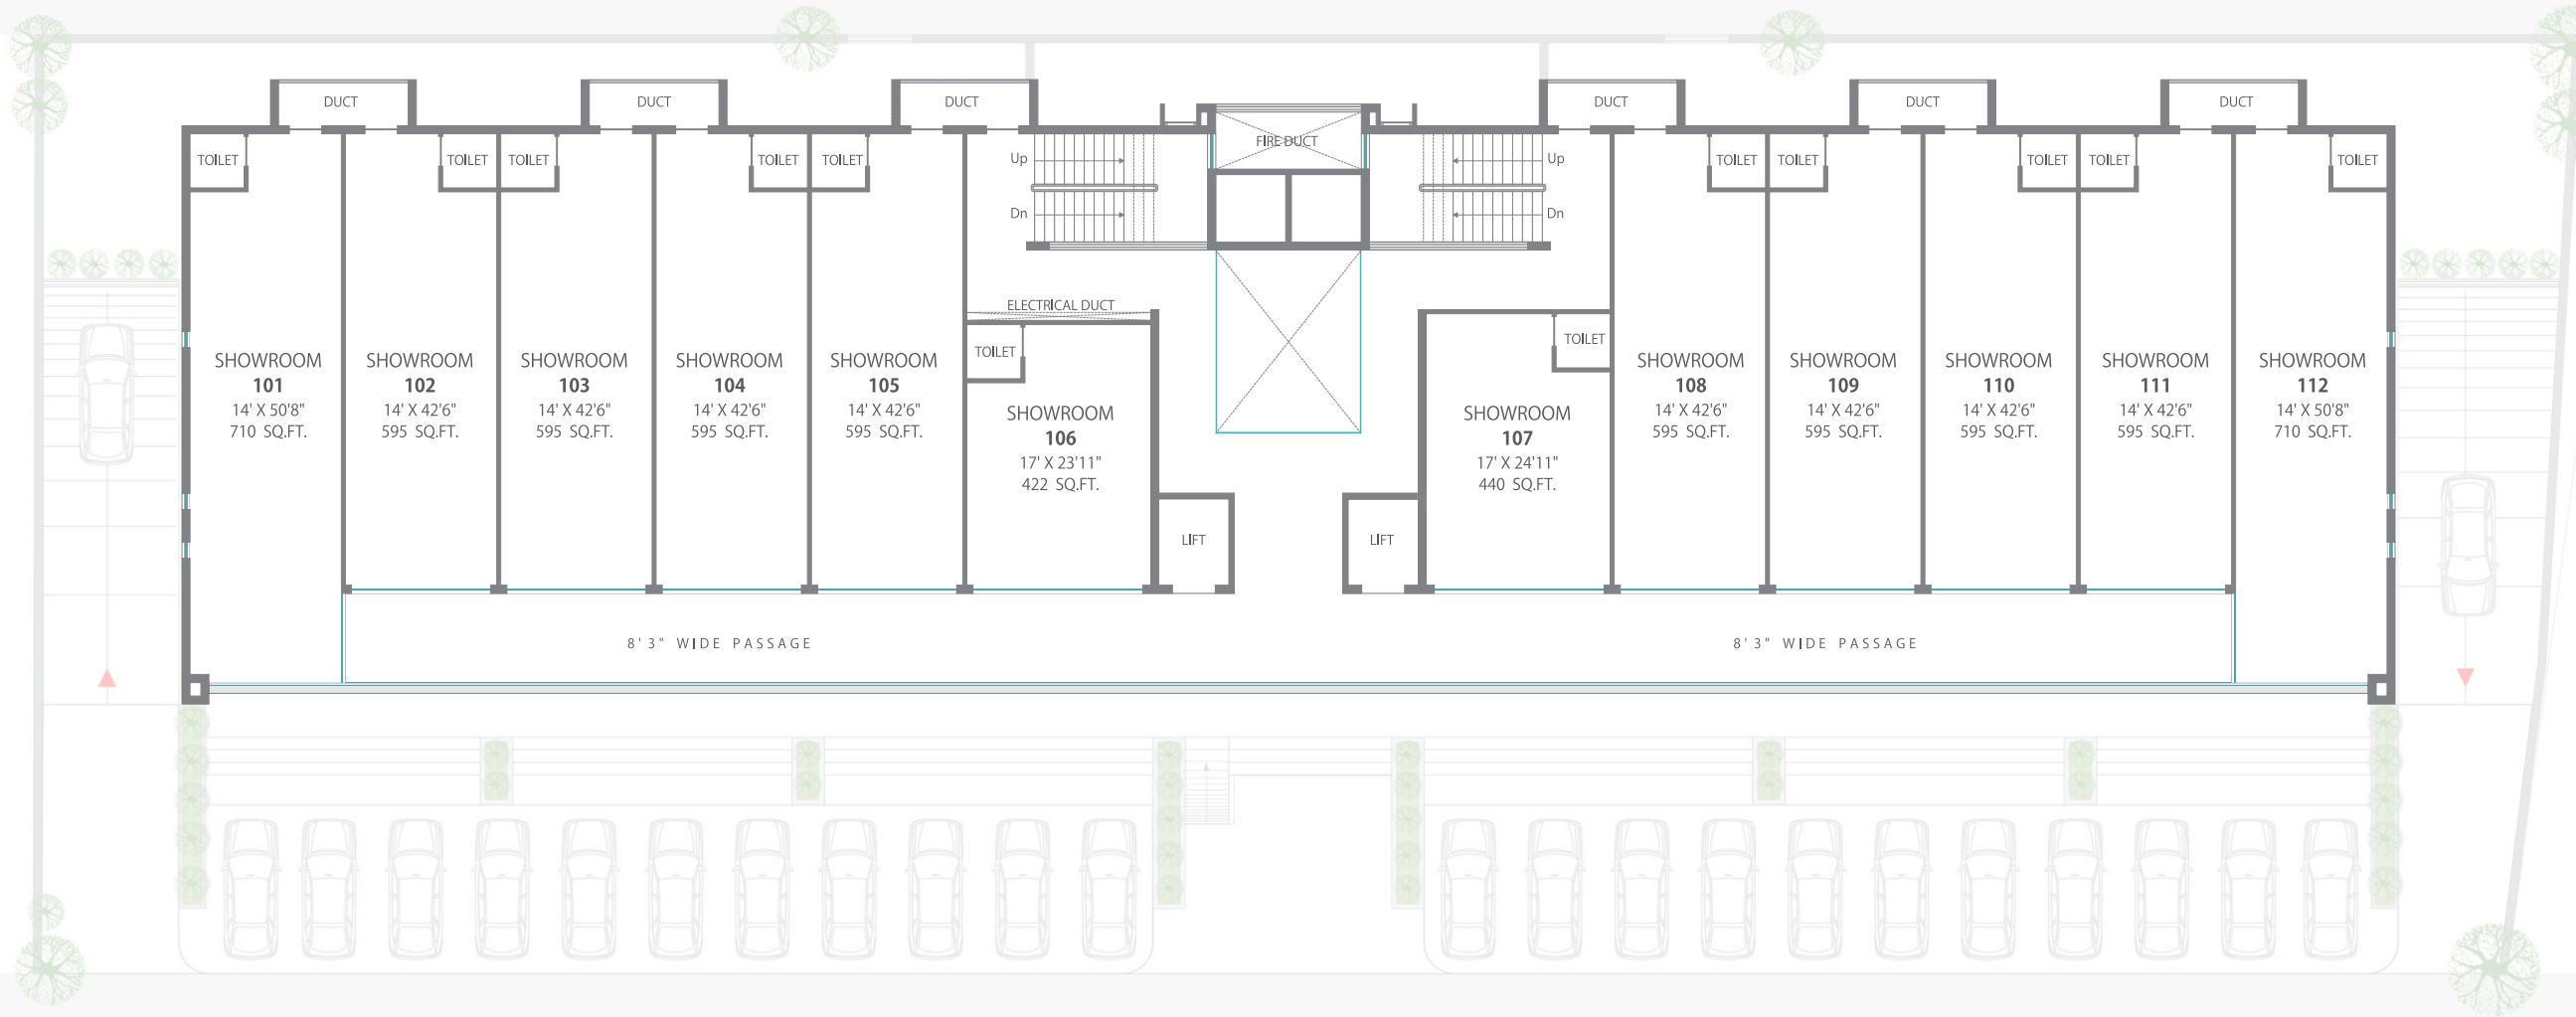 DUCT
DUCT
DUCT
DUCT
DUCT
DUCT
FIRE DUCT
TOILET
TOILET
TOILET
TOILET
TOILET
Up
Up
TOILET
TOILET
TOILET
TOILET
TOILET
Dn
Dn
ELECTRICAL DUCT
TOILET
TOILET
SHOWROOM
101
14' X 50'8"
710 SQ.FT.
SHOWROOM
102
14' X 42'6"
595 SQ.FT.
SHOWROOM
103
14' X 42'6"
595 SQ.FT.
SHOWROOM
104
14' X 42'6"
595 SQ.FT.
SHOWROOM
105
14' X 42'6"
595 SQ.FT.
SHOWROOM
106
17' X 23'11"
422 SQ.FT.
SHOWROOM
107
17' X 24'11"
440 SQ.FT.
SHOWROOM
108
14' X 42'6"
595 SQ.FT.
SHOWROOM
109
14' X 42'6"
595 SQ.FT.
SHOWROOM
110
14' X 42'6"
595 SQ.FT.
SHOWROOM
111
14' X 42'6"
595 SQ.FT.
SHOWROOM
112
14' X 50'8"
710 SQ.FT.
LIFT
LIFT
8'3" WIDE PASSAGE
8'3" WIDE PASSAGE